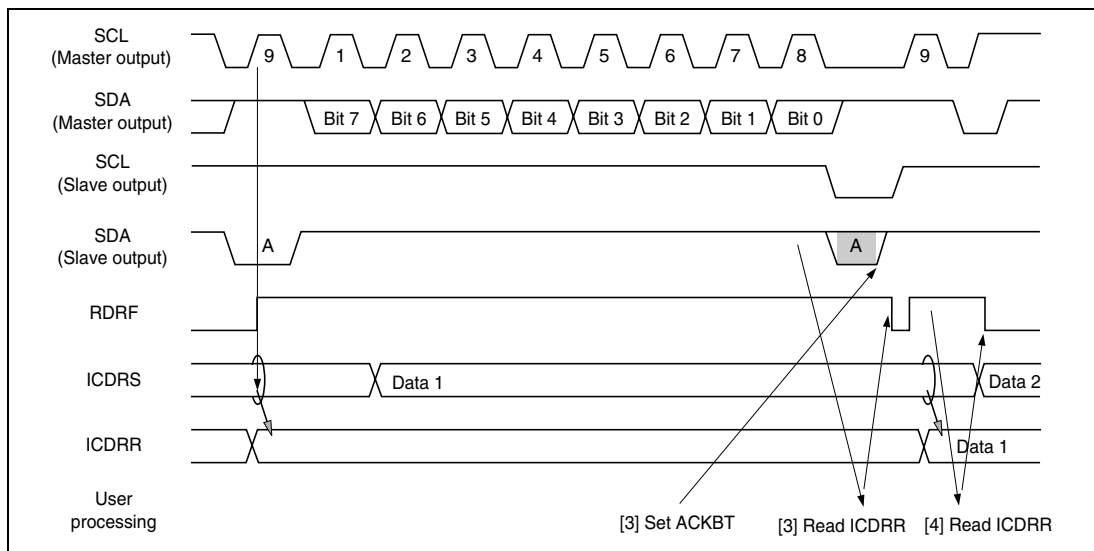 SCL
(Master output)
9 1 2 3 4 5 6 7 8 9
SDA
(Master output)
Bit 7 Bit 6 Bit 5 Bit 4 Bit 3 Bit 2 Bit 1 Bit 0
SCL
(Slave output)
SDA
(Slave output)
A A
RDRF
ICDRS
Data 1 Data 2
ICDRR
Data 1
User
processing
[3] Set ACKBT [3] Read ICDRR [4] Read ICDRR